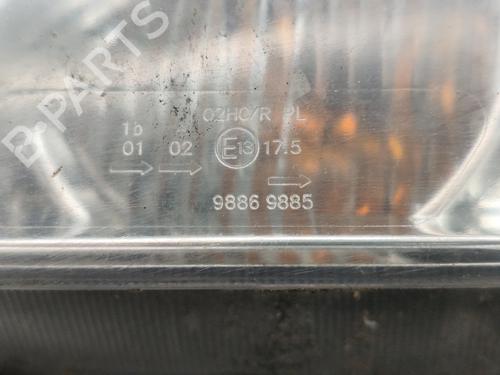 B-PARTS
02HC/R PL
1b
01 02 E13 17.5
→ → →
9886 9885